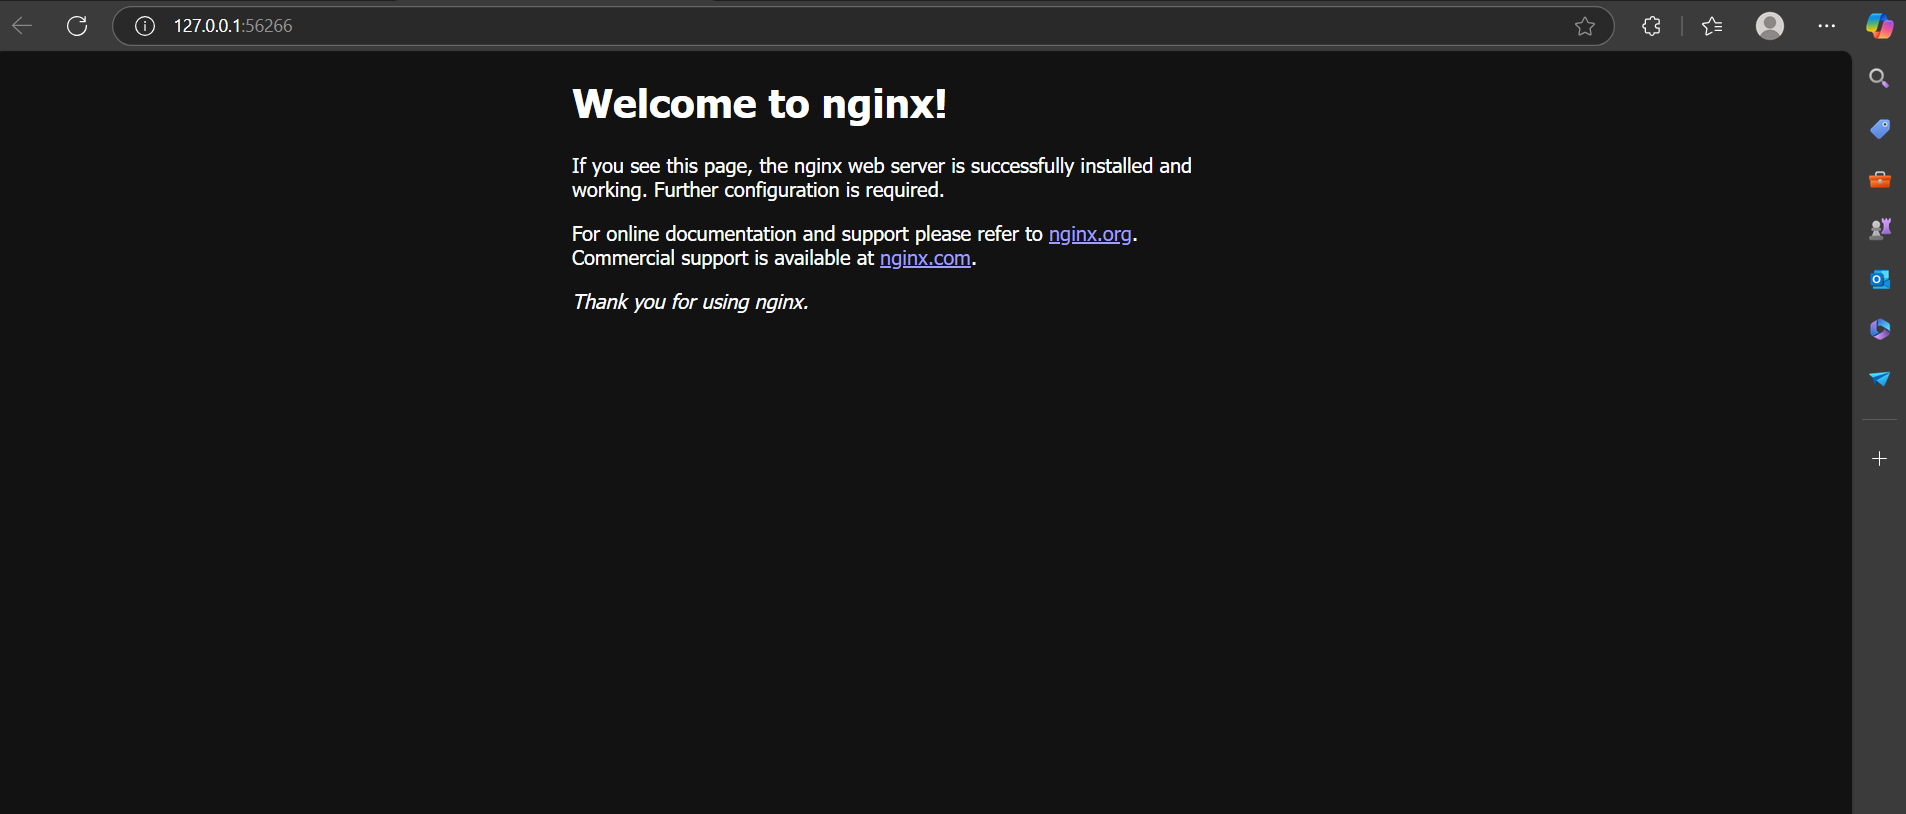 127.0.0.1:56266
Welcome to nginx!
If you see this page, the nginx web server is successfully installed and
working. Further configuration is required.
For online documentation and support please refer to nginx.org.
Commercial support is available at nginx.com.
Thank you for using nginx.